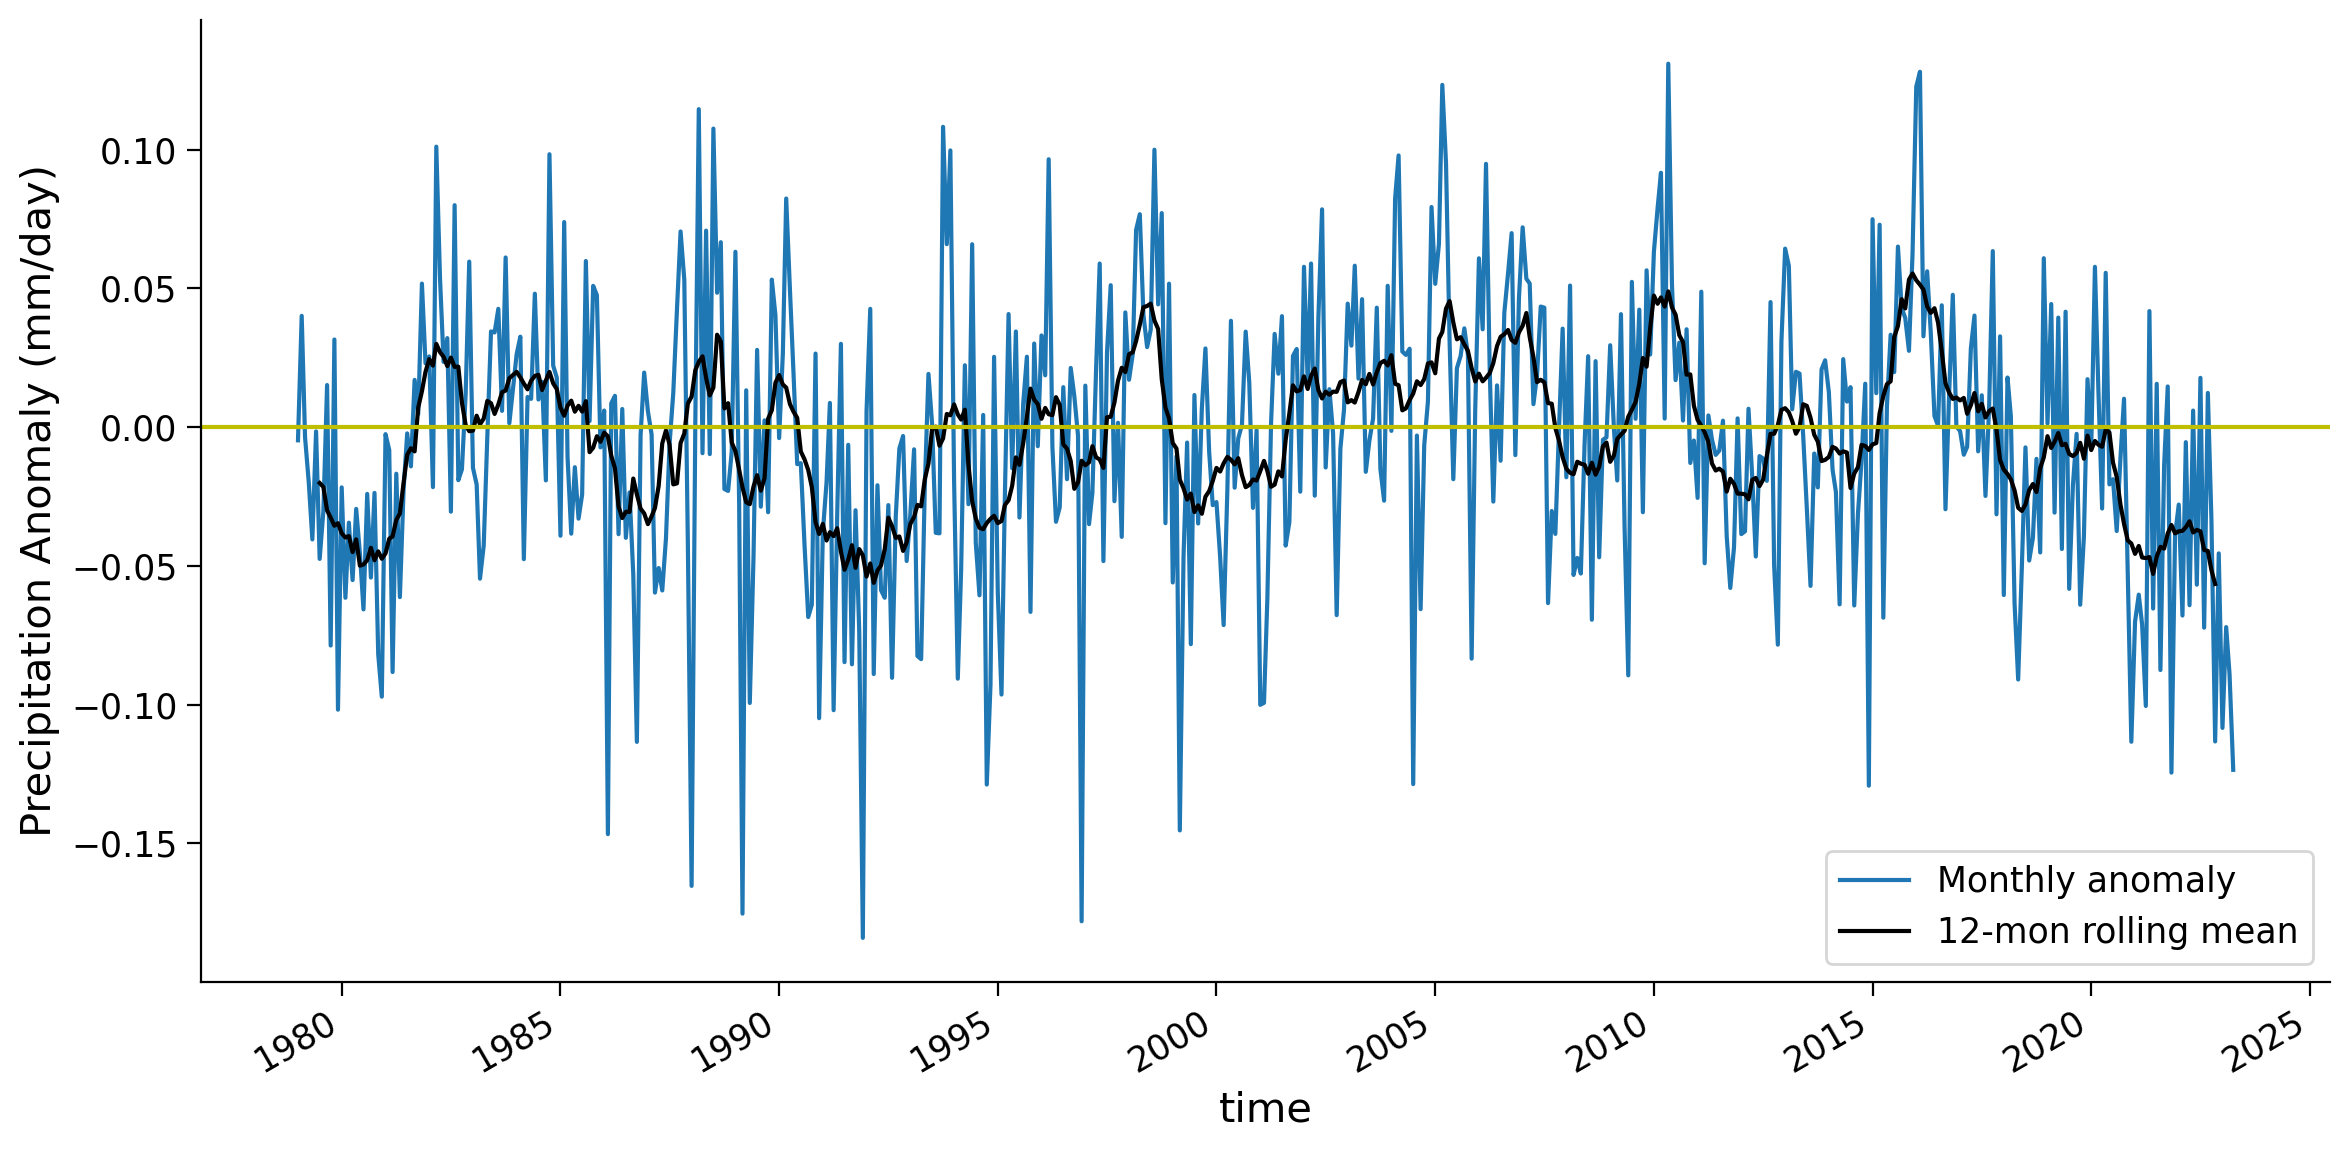 Precipitation Anomaly (mm/day)
0.10
0.05
0.00
−0.05
−0.10
−0.15
Monthly anomaly
12-mon rolling mean
1980 1985 1990 1995 2000 2005 2010 2015 2020 2025
time